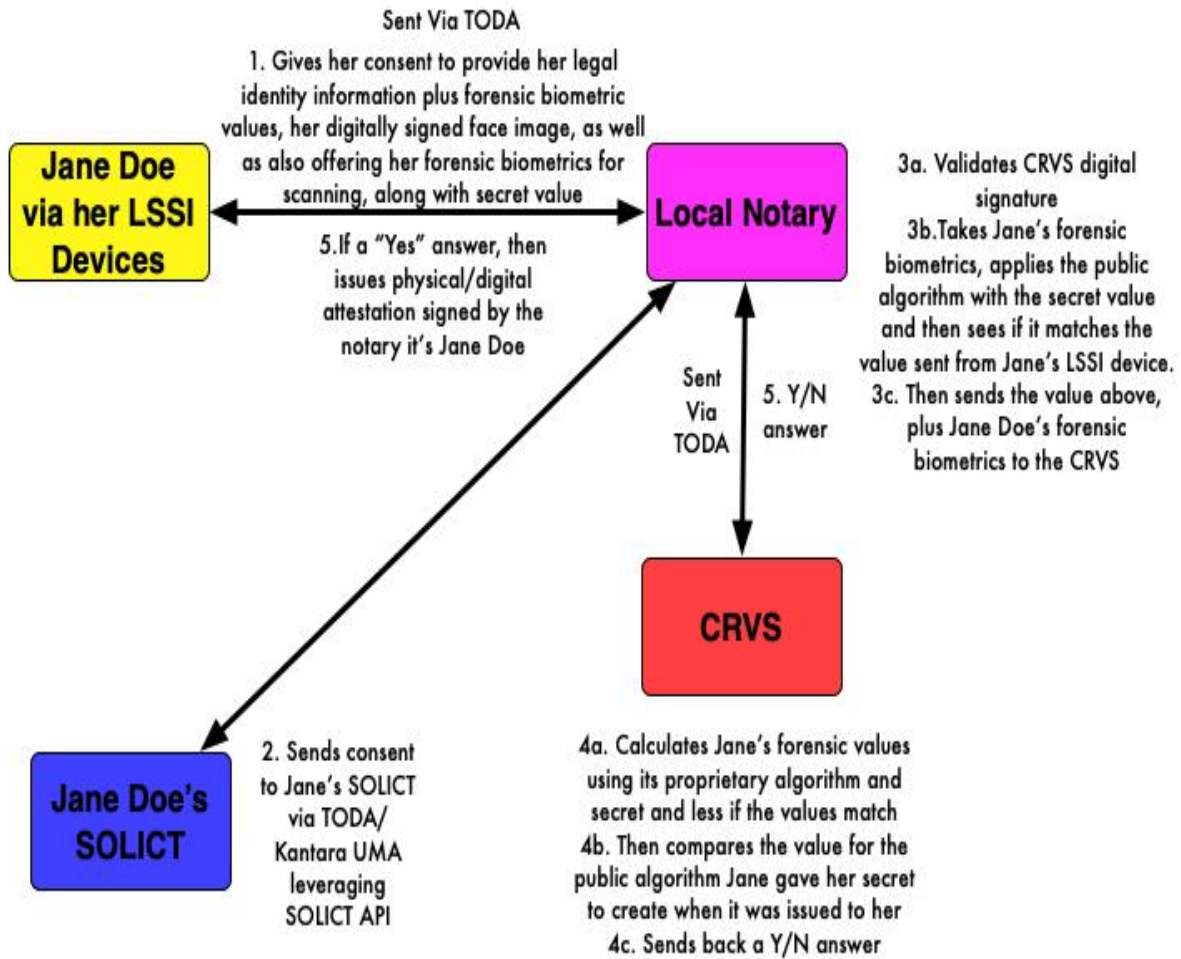 Sent Via TODA
1. Gives her consent to provide her legal
identity information plus forensic biometric
values, her digitally signed face image, as well
as also offering her forensic biometrics for
scanning, along with secret value
Jane Doe
via her LSSI
Devices
Local Notary
5.If a “Yes” answer, then
issues physical/digital
attestation signed by the
notary it’s Jane Doe
3a. Validates CRVS digital
signature
3b.Takes Jane’s forensic
biometrics, applies the public
algorithm with the secret value
and then sees if it matches the
value sent from Jane’s LSSI device.
3c. Then sends the value above,
plus Jane Doe’s forensic
biometrics to the CRVS
Sent
Via
TODA
5. Y/N
answer
CRVS
Jane Doe’s
SOLICT
2. Sends consent
to Jane’s SOLICT
via TODA/
Kantara UMA
leveraging
SOLICT API
4a. Calculates Jane’s forensic values
using its proprietary algorithm and
secret and less if the values match
4b. Then compares the value for the
public algorithm Jane gave her secret
to create when it was issued to her
4c. Sends back a Y/N answer